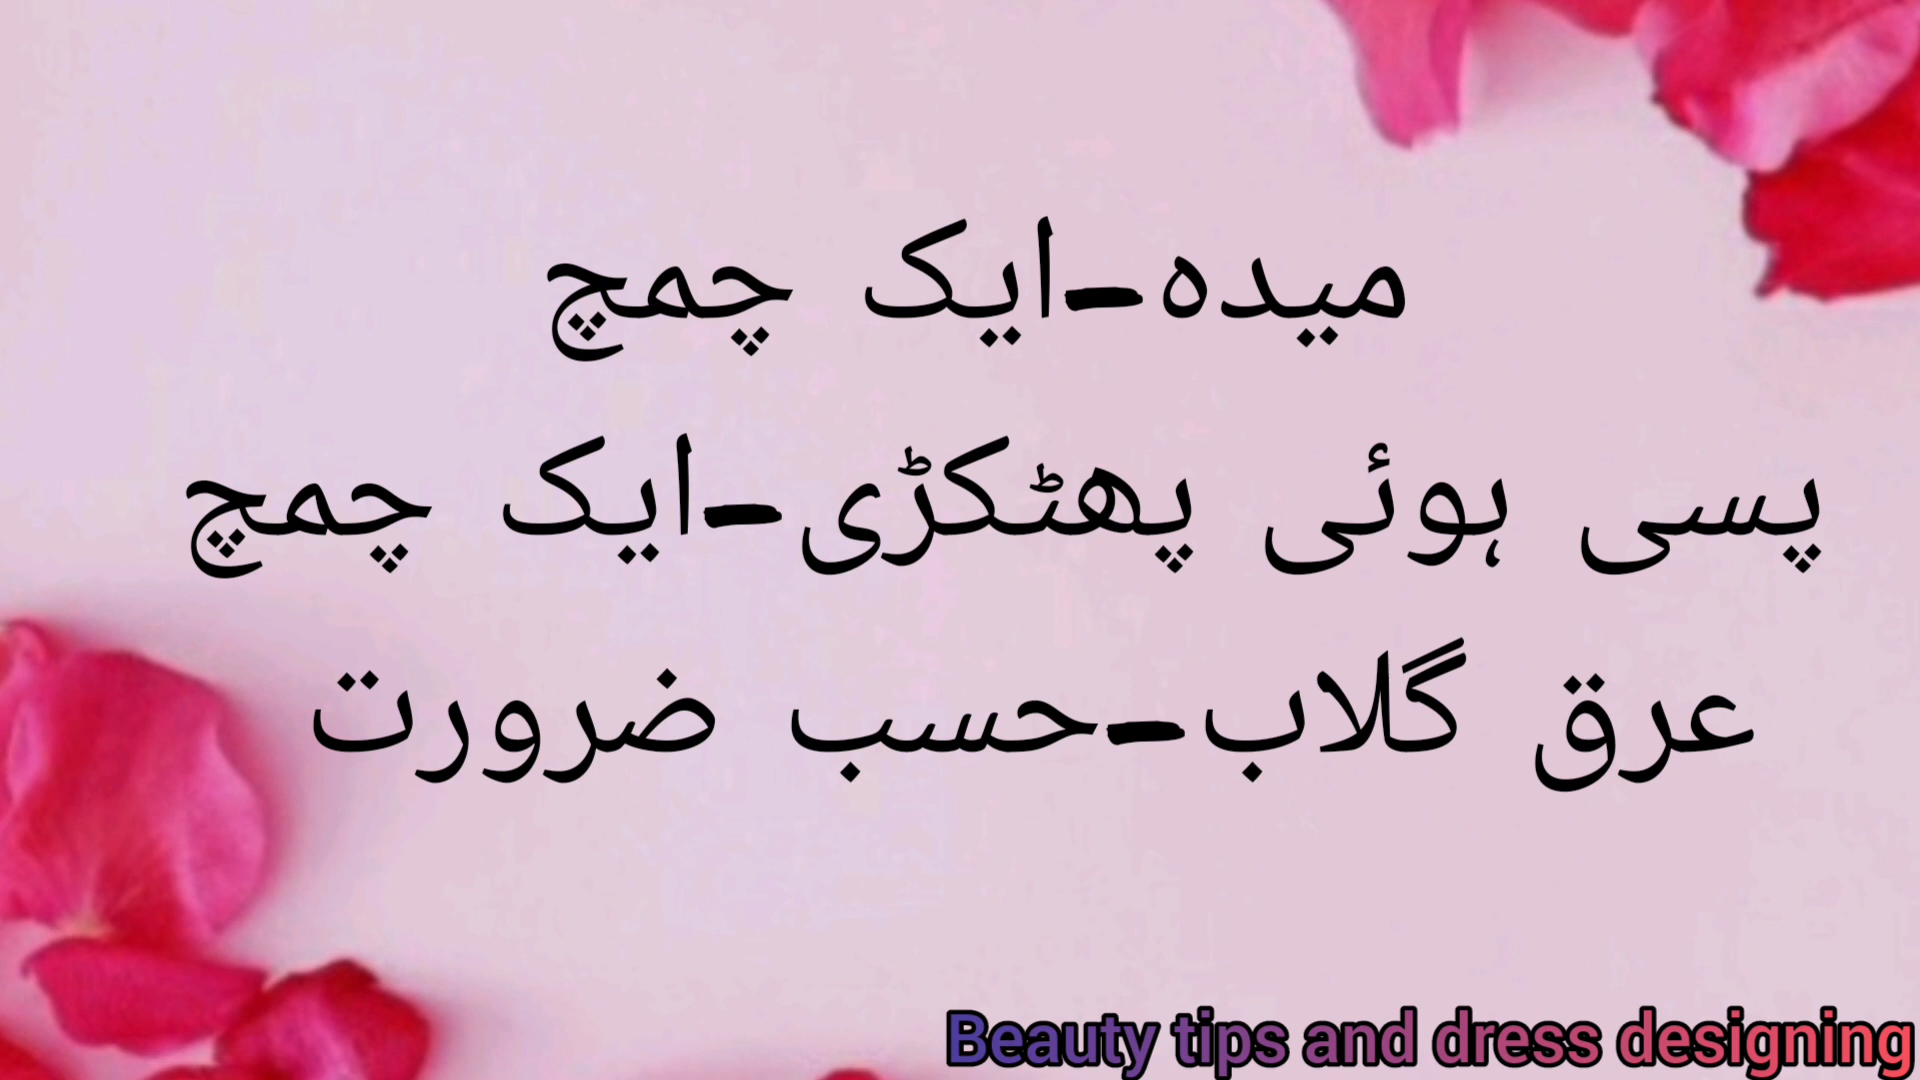 میدہ-ایک چمچ
پسی ہوئی پھٹکڑی-ایک چمچ
عرق گلاب-حسب ضرورت
Beauty tips and dress designing